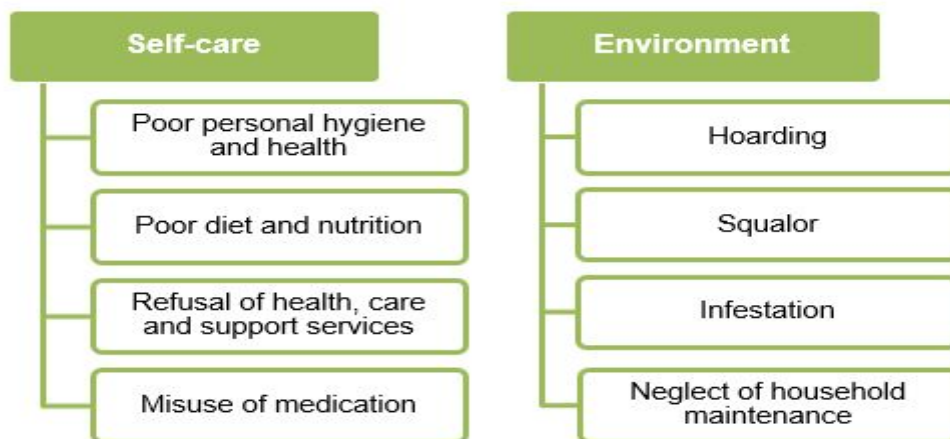 Self-care
Poor personal hygiene
and health
Poor diet and nutrition
Refusal of health, care
and support services
Misuse of medication
Environment
Hoarding
Squalor
Infestation
Neglect of household
maintenance